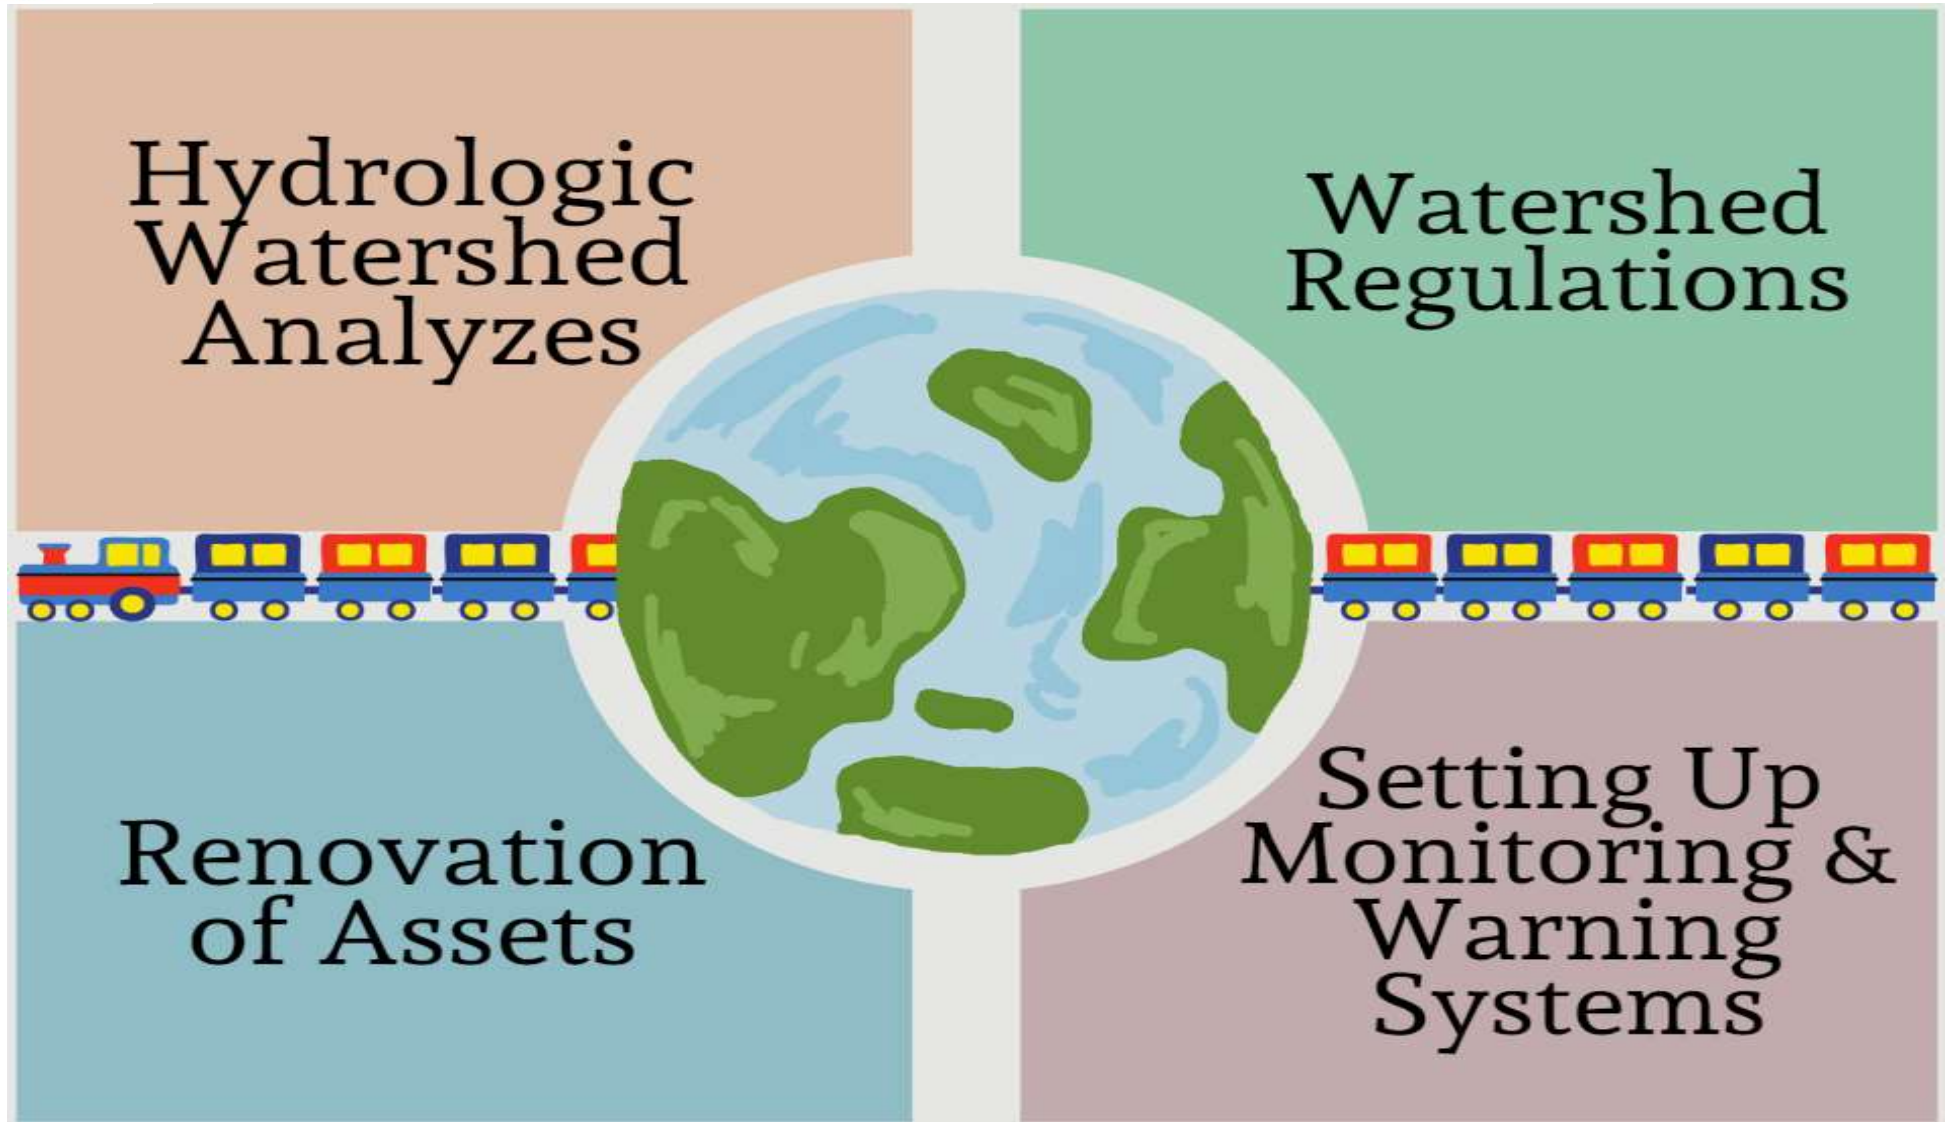 Hydrologic
Watershed
Analyzes
Watershed
Regulations
Renovation
of Assets
Setting Up
Monitoring &
Warning
Systems